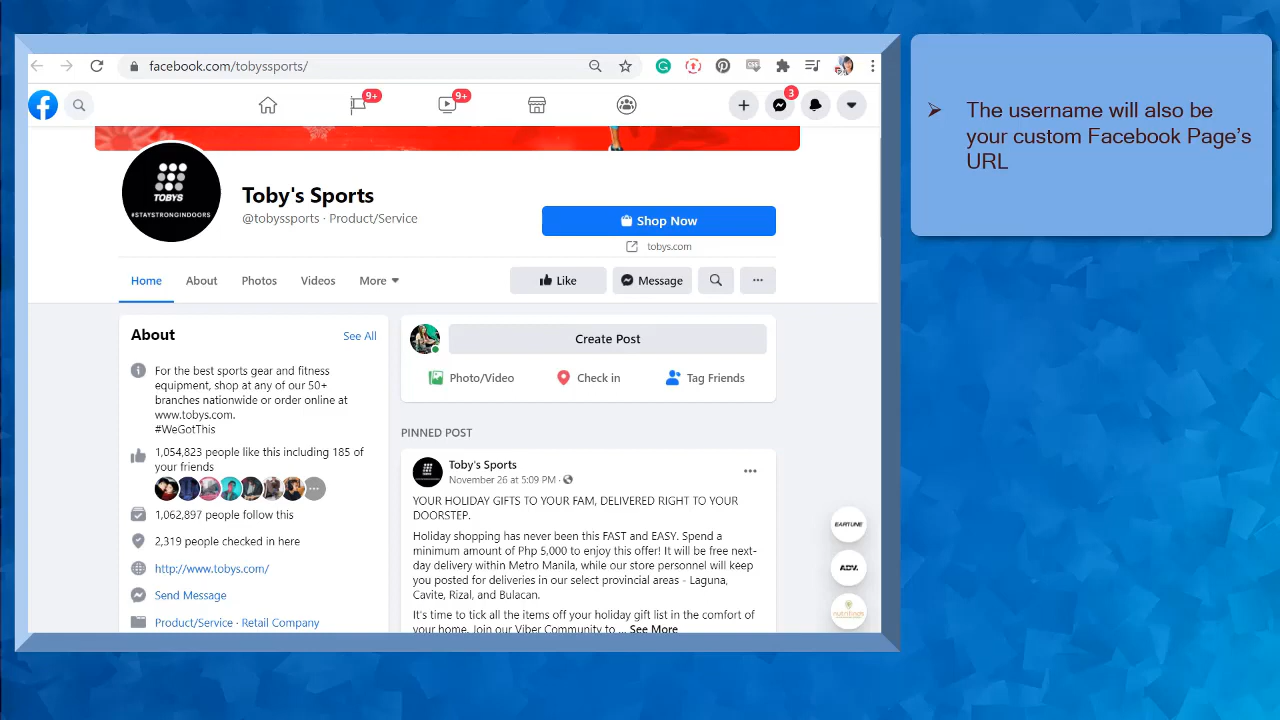 facebook.com/tobyssports/
9+
9+
3
TOBYS
#STAYSTRONGINDOORS
Toby's Sports
@tobyssports · Product/Service
Shop Now
tobys.com
Home
About
Photos
Videos
More
Like
Message
About
See All
For the best sports gear and fitness
equipment, shop at any of our 50+
branches nationwide or order online at
www.tobys.com.
#WeGotThis
1,054,823 people like this including 185 of
your friends
1,062,897 people follow this
2,319 people checked in here
http://www.tobys.com/
Send Message
Product/Service · Retail Company
Create Post
Photo/Video
Check in
Tag Friends
PINNED POST
Toby's Sports
November 26 at 5:09 PM ·
YOUR HOLIDAY GIFTS TO YOUR FAM, DELIVERED RIGHT TO YOUR
DOORSTEP.
Holiday shopping has never been this FAST and EASY. Spend a
minimum amount of Php 5,000 to enjoy this offer! It will be free next-
day delivery within Metro Manila, while our store personnel will keep
you posted for deliveries in our select provincial areas - Laguna,
Cavite, Rizal, and Bulacan.
It's time to tick all the items off your holiday gift list in the comfort of
your home. Join our Viber Community to ... See More
EARTUNE
ADV.
➢ The username will also be
your custom Facebook Page’s
URL